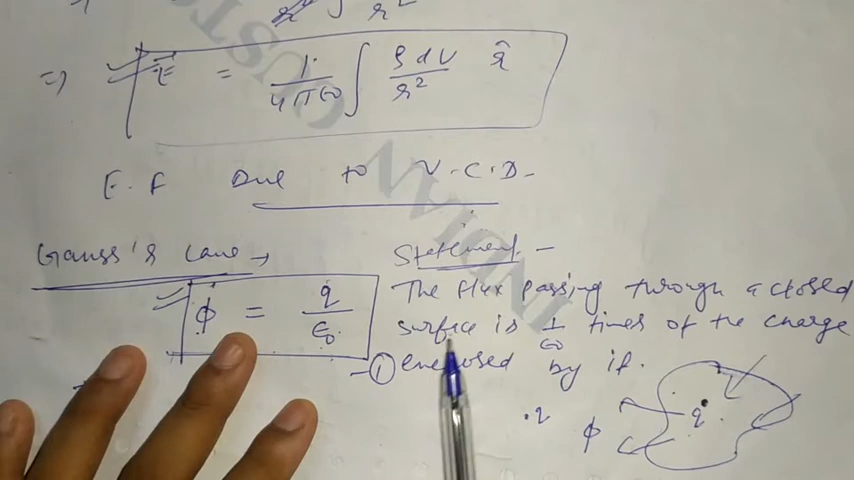 => E = 1/4πε0 ∫ ρ dV/r² r̂
E.F Due to V.C.D.
Gauss's Law →
φ = q/ε0
Statement -
The flux passing through a closed
surface is 1/ε0 times of the charge
-① enclosed by it.
.q φ q
INDIAN